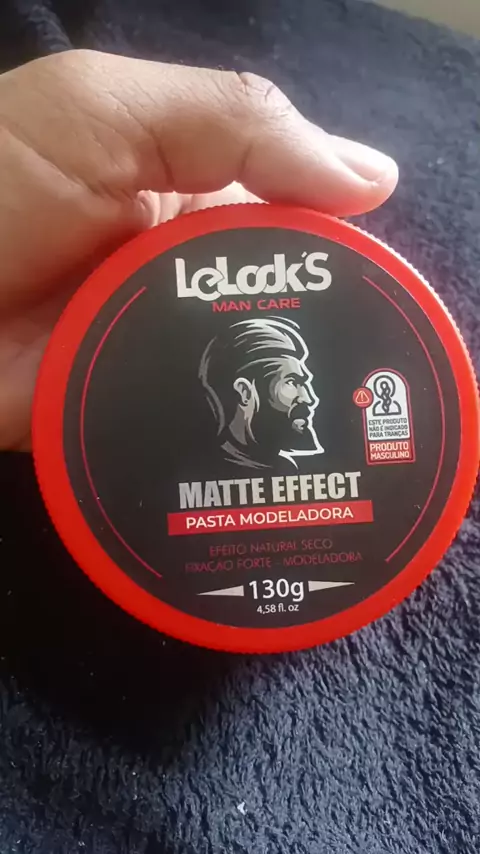 LeLook'S
MAN CARE
ESTE PRODUTO
NÃO É INDICADO
PARA TRANÇAS
PRODUTO
MASCULINO
MATTE EFFECT
PASTA MODELADORA
EFEITO NATURAL SECO
FIXAÇÃO FORTE - MODELADORA
130g
4,58 fl. oz